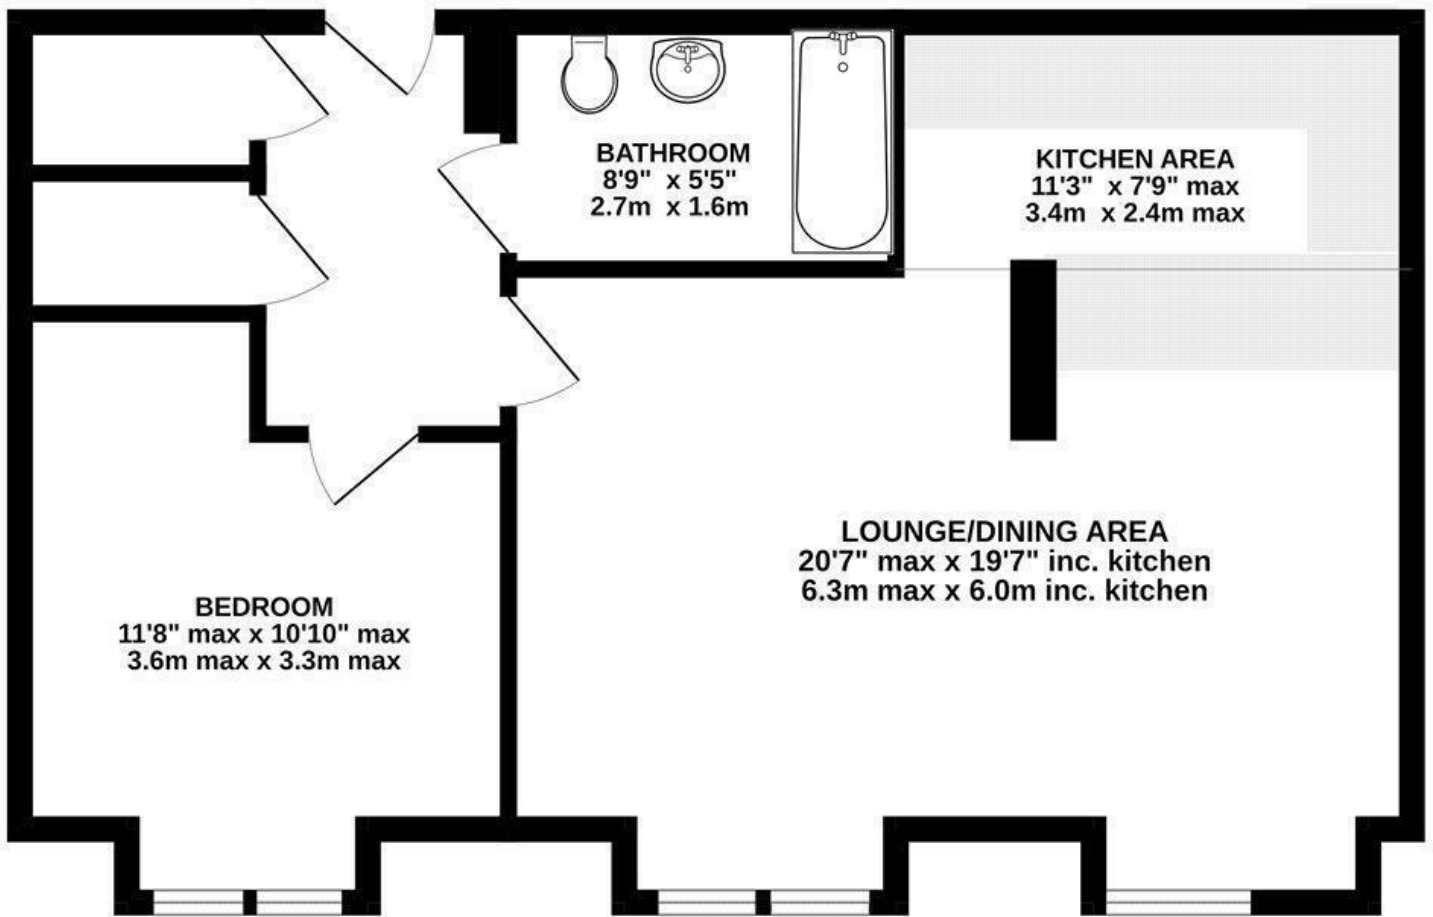 BATHROOM
8'9"  x 5'5"
2.7m  x 1.6m
KITCHEN AREA
11'3"  x 7'9" max
3.4m  x 2.4m max
LOUNGE/DINING AREA
20'7" max x 19'7" inc. kitchen
6.3m max x 6.0m inc. kitchen
BEDROOM
11'8" max x 10'10" max
3.6m max x 3.3m max